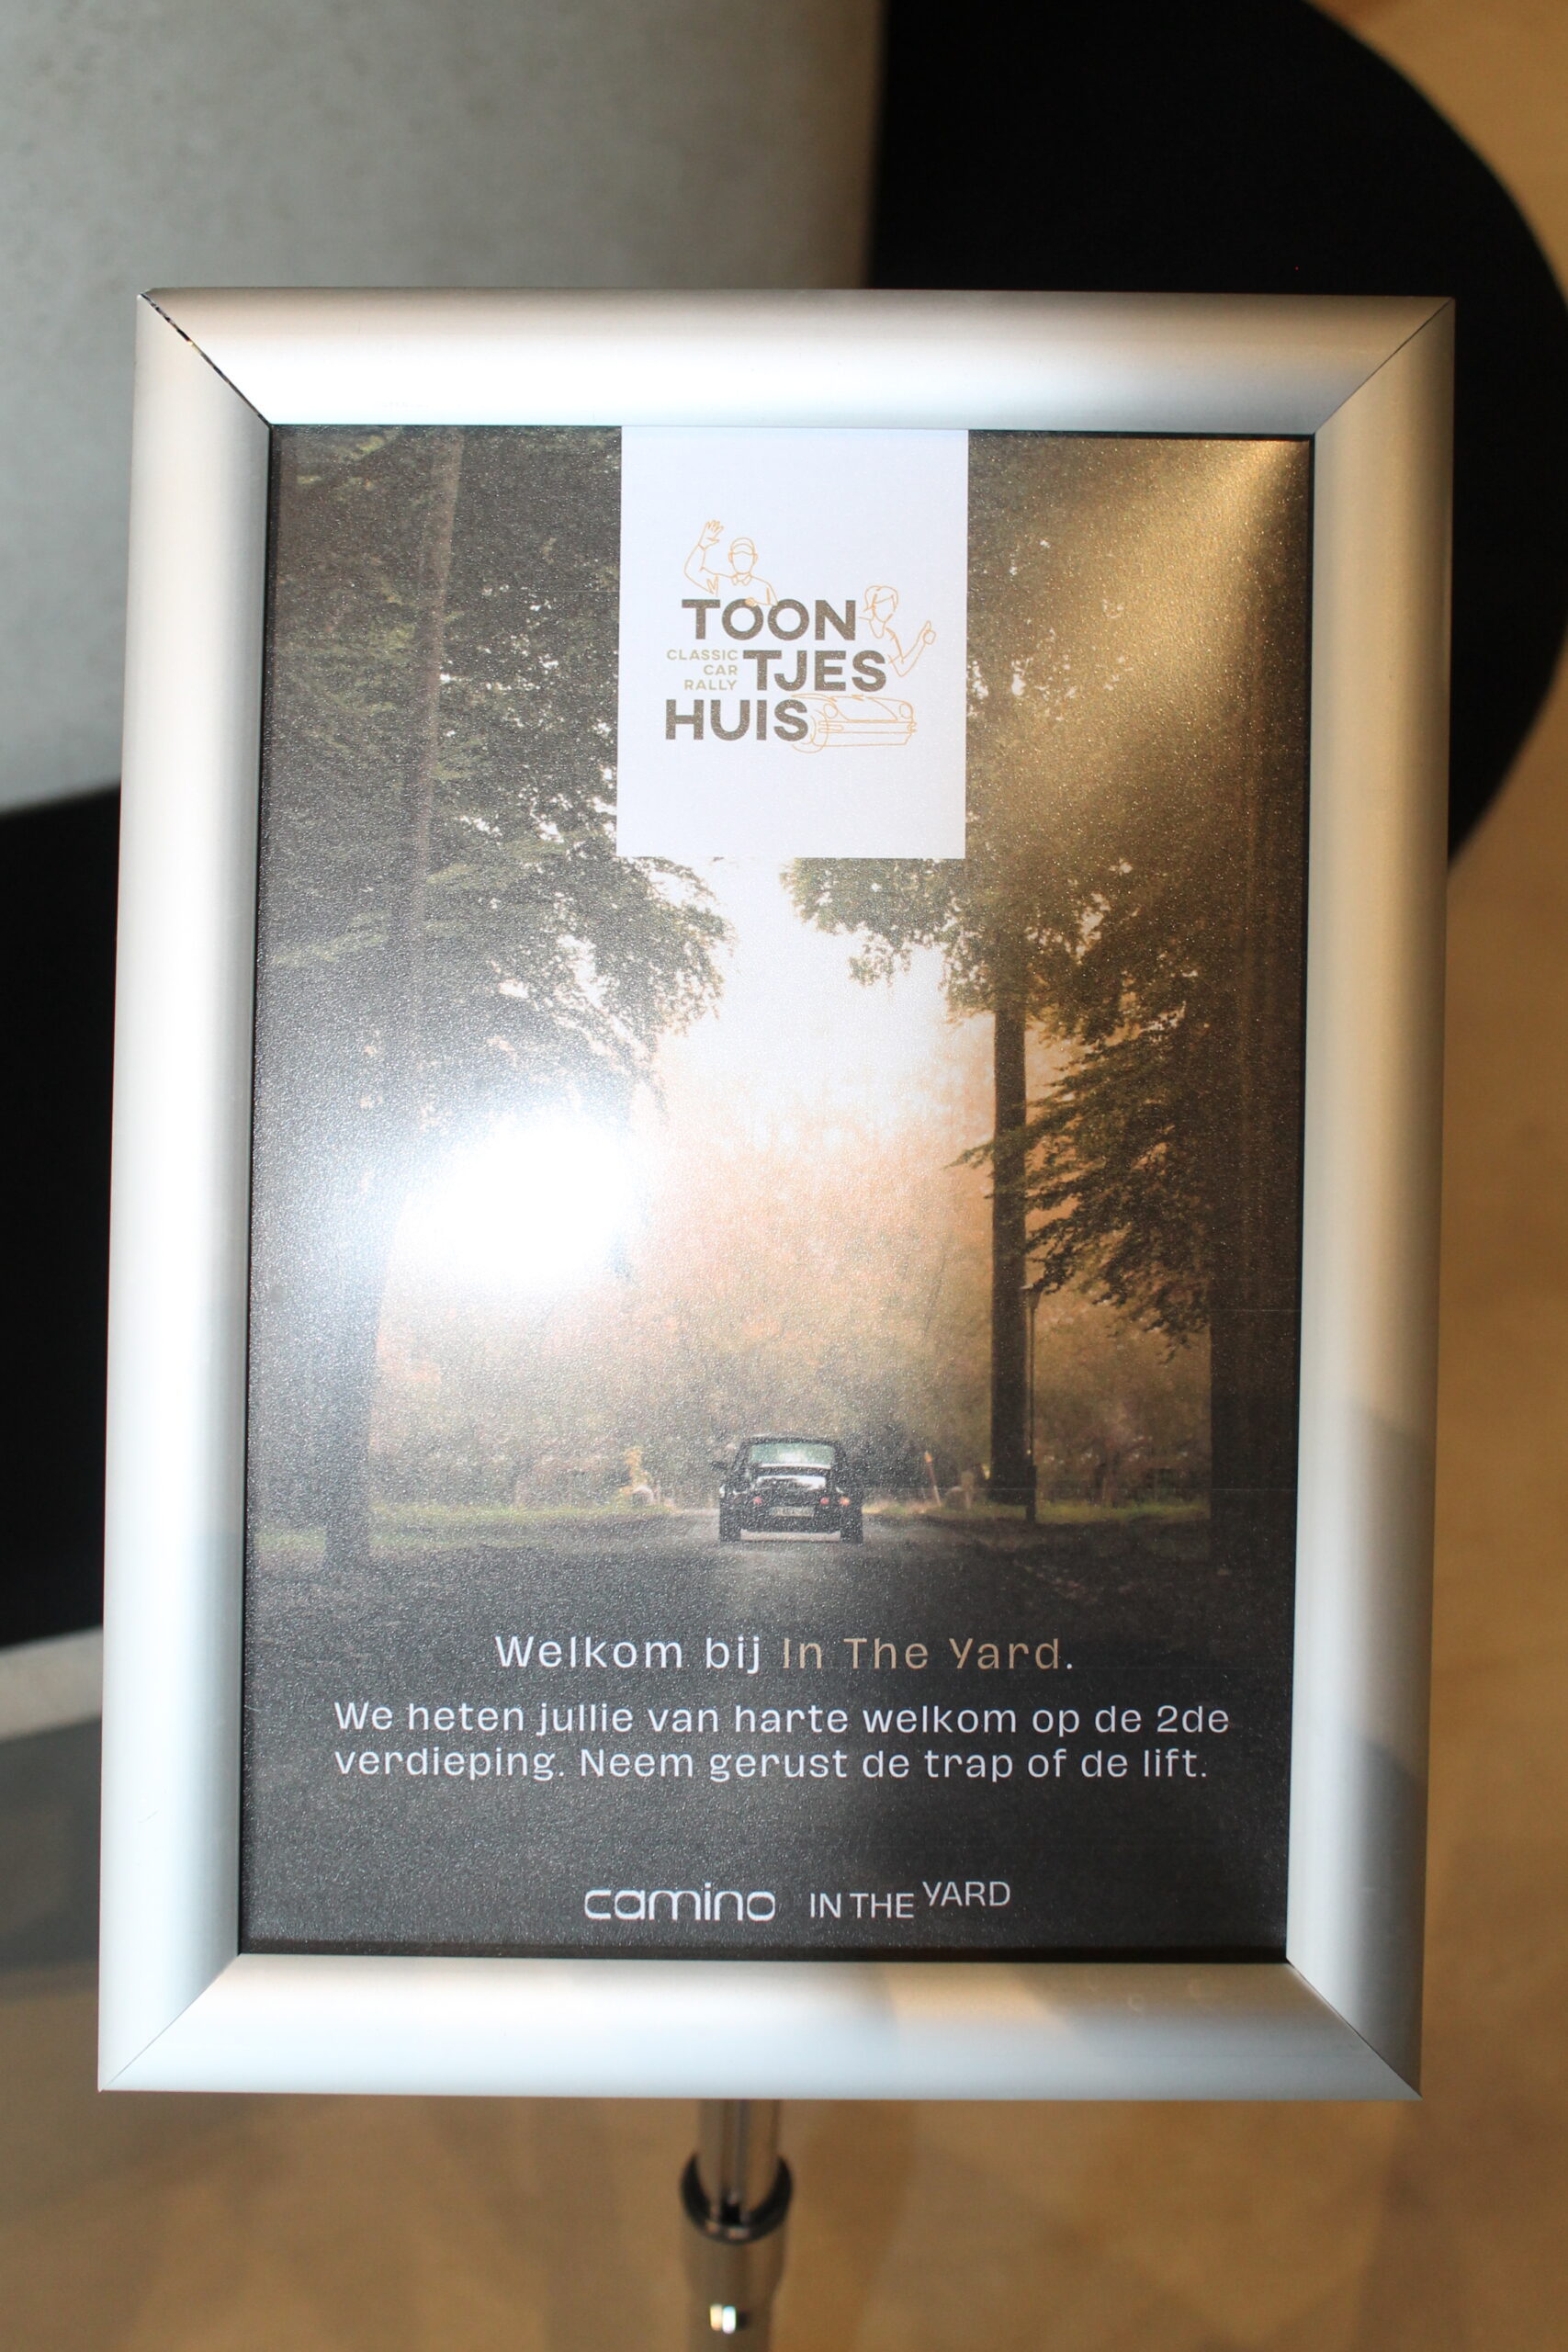 TOON
CLASSIC
CAR
RALLY
TJES
HUIS
Welkom bij In The Yard.
We heten jullie van harte welkom op de 2de
verdieping. Neem gerust de trap of de lift.
camino IN THE YARD